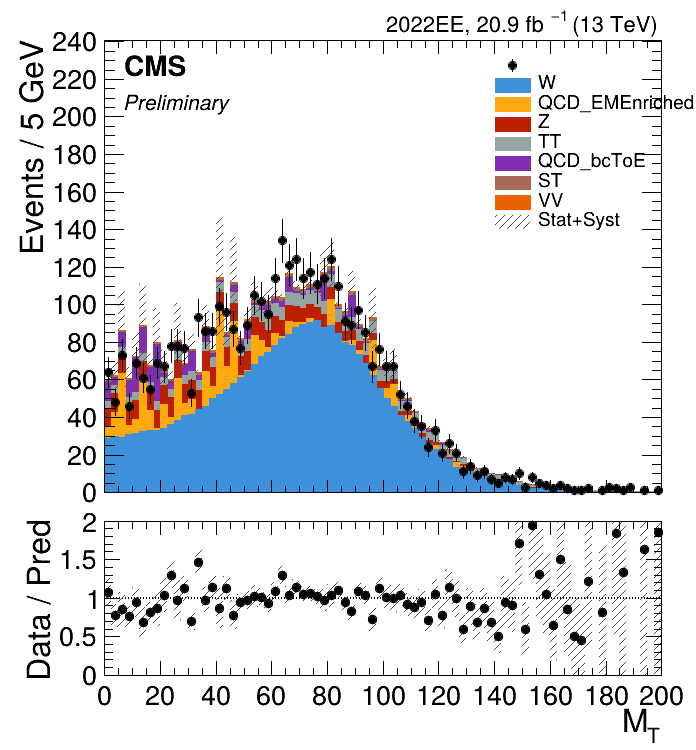 2022EE, 20.9 fb⁻¹ (13 TeV)
Events / 5 GeV
240
220
200
180
160
140
120
100
80
60
40
20
0
CMS
Preliminary
W
QCD_EMEnriched
Z
TT
QCD_bcToE
ST
VV
Stat+Syst
Data / Pred
2
1.5
1
0.5
0
0 20 40 60 80 100 120 140 160 180 200
M_T